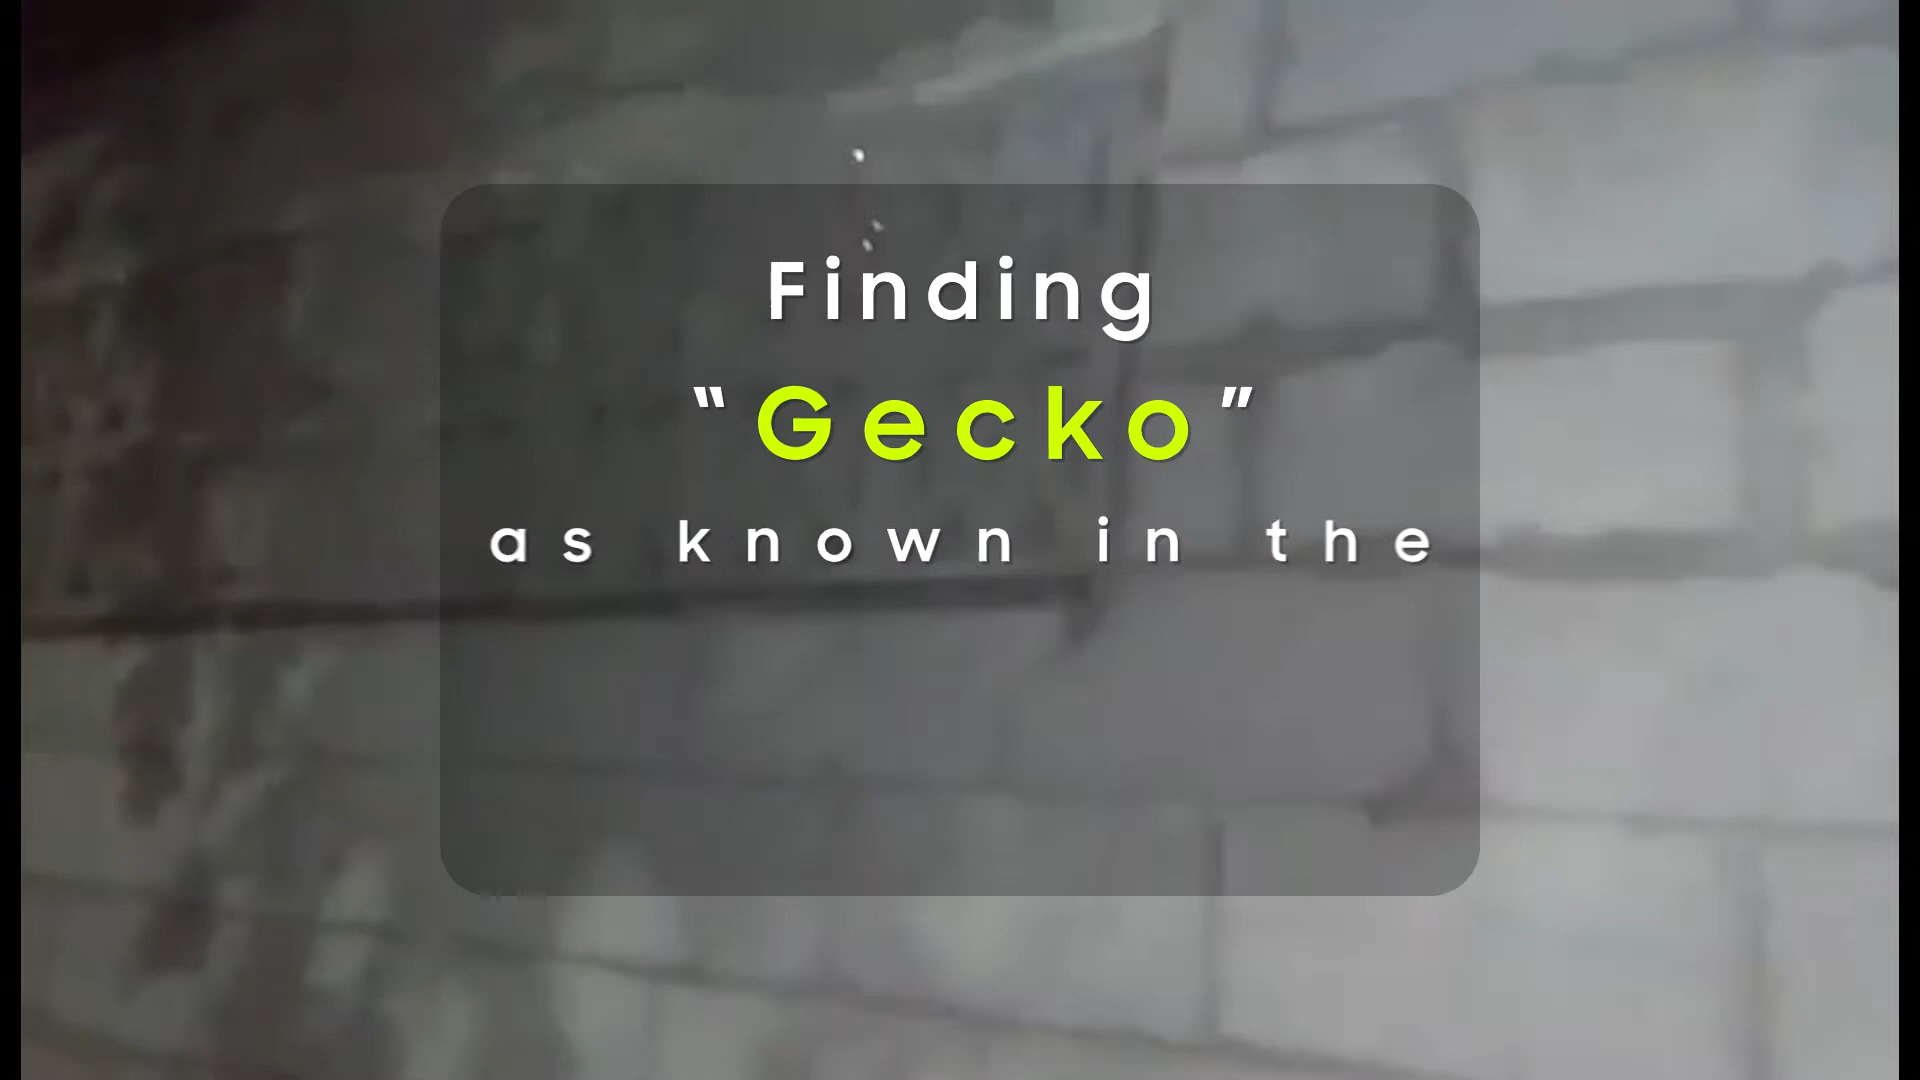 Finding
"Gecko"
as known in the